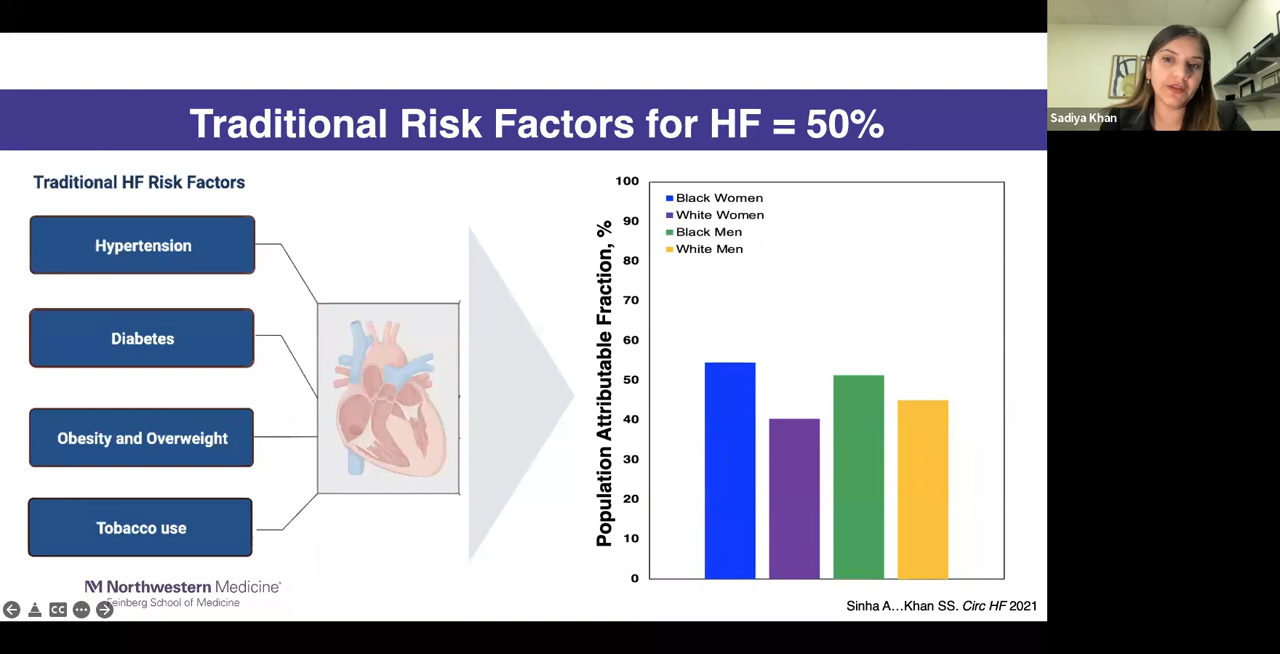 Traditional Risk Factors for HF = 50%
Sadiya Khan
Traditional HF Risk Factors
Hypertension
Diabetes
Obesity and Overweight
Tobacco use
Population Attributable Fraction, %
100
90
80
70
60
50
40
30
20
10
0
Black Women
White Women
Black Men
White Men
Northwestern Medicine®
Feinberg School of Medicine
CC
Sinha A...Khan SS. Circ HF 2021